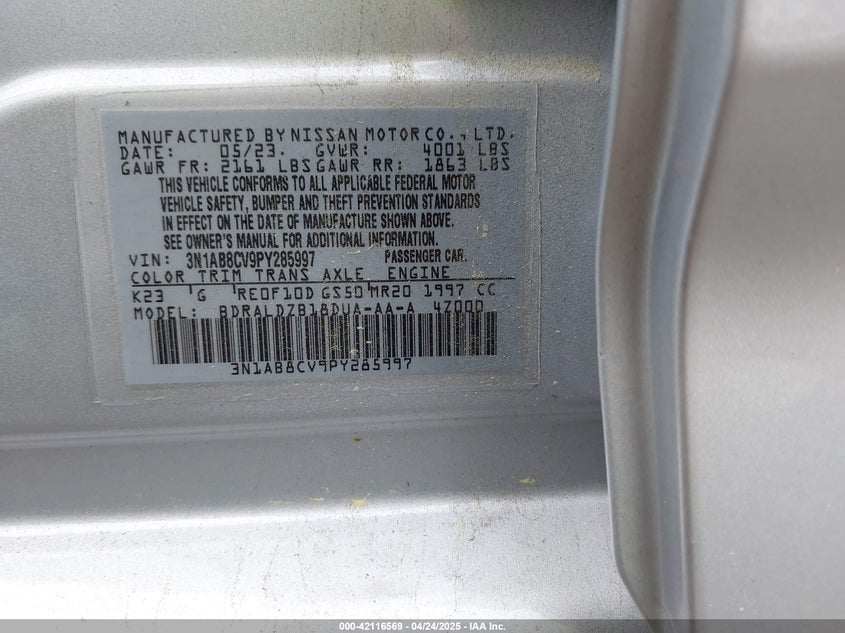 MANUFACTURED BY NISSAN MOTOR CO., LTD.
DATE: 05/23. GVWR: 4001 LBS
GAWR FR: 2161 LBS GAWR RR: 1863 LBS
THIS VEHICLE CONFORMS TO ALL APPLICABLE FEDERAL MOTOR
VEHICLE SAFETY, BUMPER AND THEFT PREVENTION STANDARDS
IN EFFECT ON THE DATE OF MANUFACTURE SHOWN ABOVE.
SEE OWNER'S MANUAL FOR ADDITIONAL INFORMATION.
VIN: 3N1AB8CV9PY285997 PASSENGER CAR.
COLOR TRIM TRANS AXLE ENGINE
K23 G RE0F10D GS50 MR20 1997 CC
MODEL: BDRALDZB18DUA-AA-A 4Z000
3N1AB8CV9PY285997
000-42116569 - 04/24/2025 - IAA Inc.